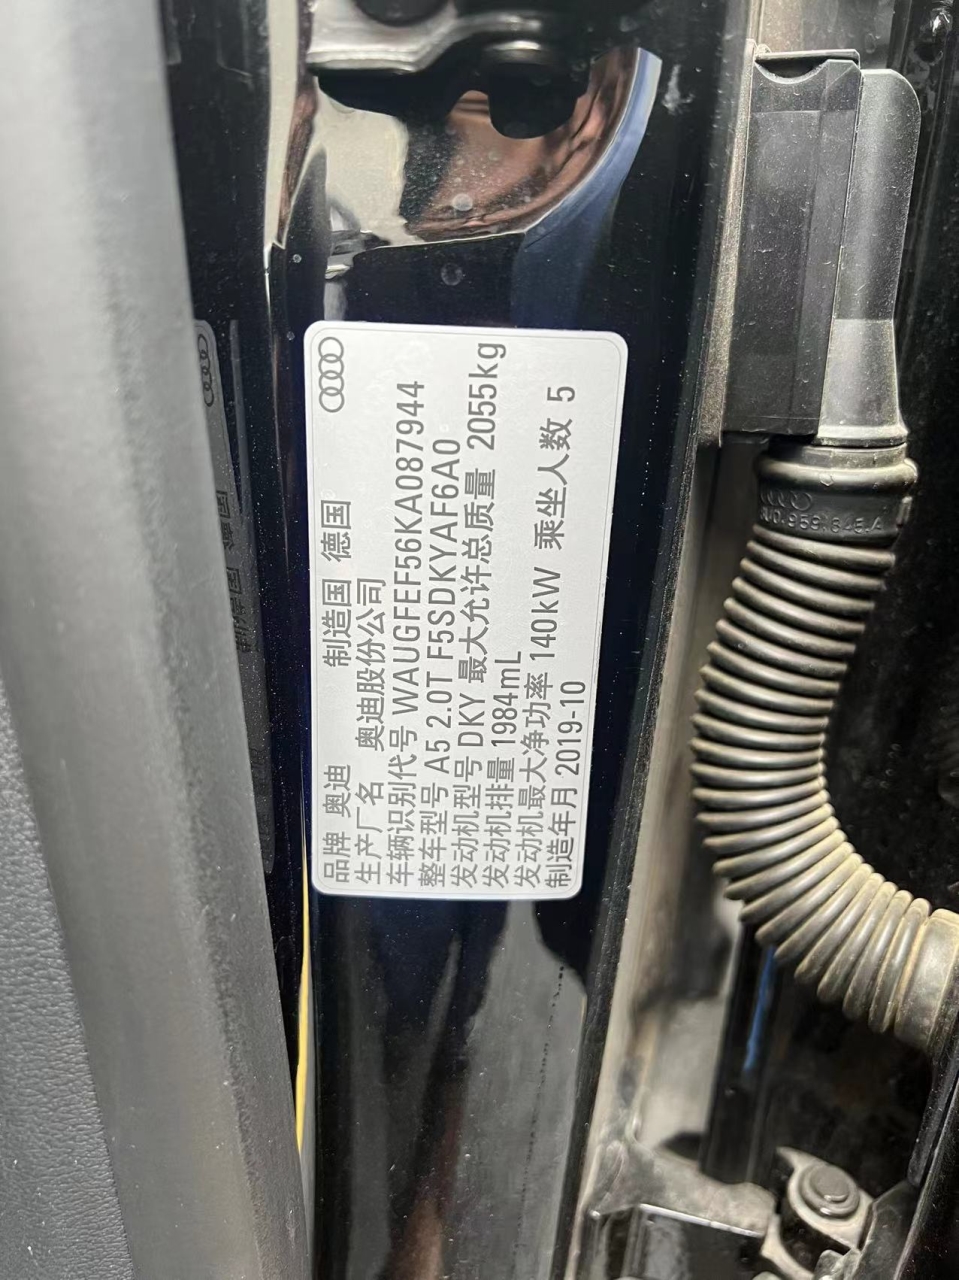 品牌 奥迪 制造国 德国
生产厂名 奥迪股份公司
车辆识别代号 WAUGFEF56KA087944
整车型号 A5 2.0T F5SDKYAF6A0
发动机型号 DKY 最大允许总质量 2055kg
发动机排量 1984mL
发动机最大净功率 140kW 乘坐人数 5
制造年月 2019-10